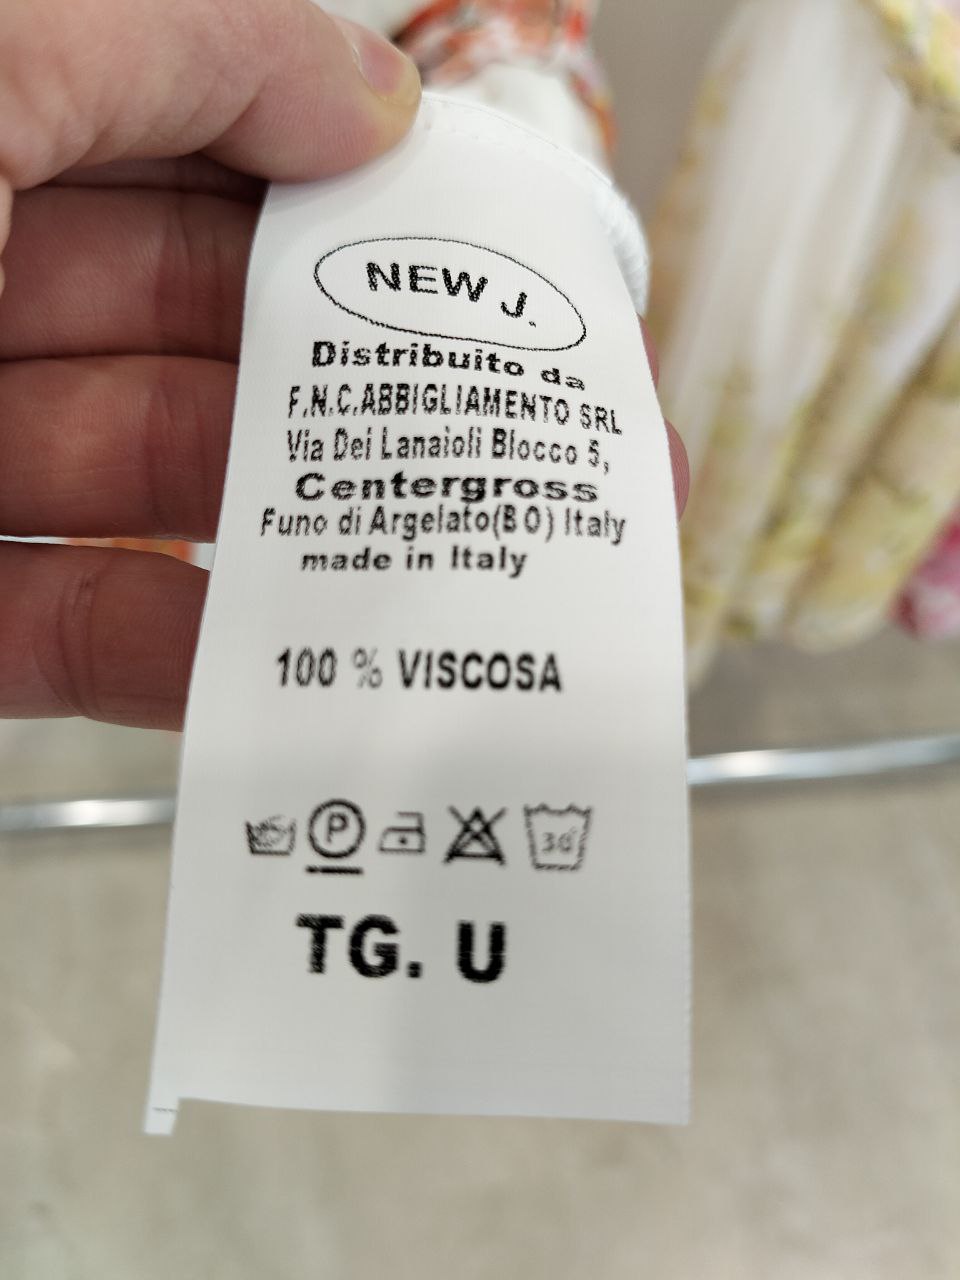 NEW J.
Distribuito da
F.N.C.ABBIGLIAMENTO SRL
Via Dei Lanaioli Blocco 5,
Centergross
Funo di Argelato(BO) Italy
made in Italy
100 % VISCOSA
P 30°
TG. U